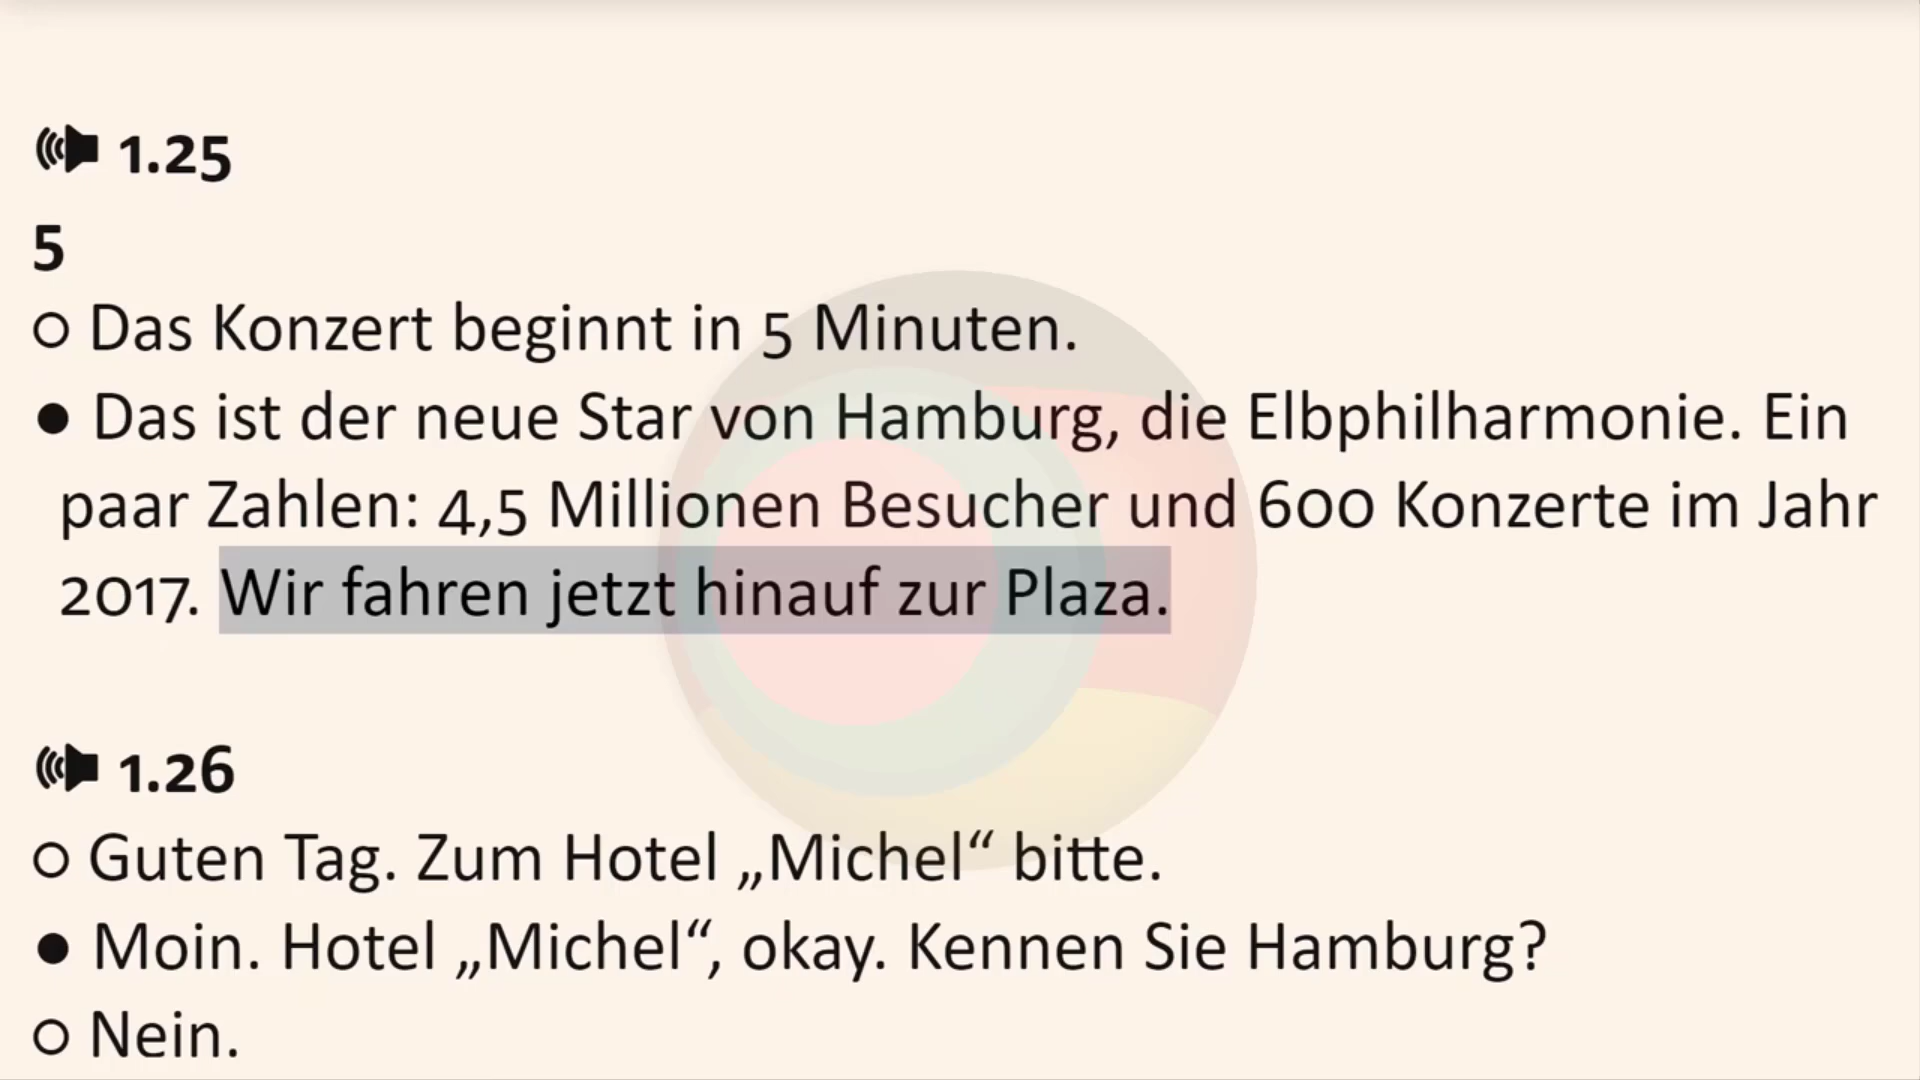 1.25
5
○ Das Konzert beginnt in 5 Minuten.
● Das ist der neue Star von Hamburg, die Elbphilharmonie. Ein
paar Zahlen: 4,5 Millionen Besucher und 600 Konzerte im Jahr
2017. Wir fahren jetzt hinauf zur Plaza.
1.26
○ Guten Tag. Zum Hotel „Michel“ bitte.
● Moin. Hotel „Michel“, okay. Kennen Sie Hamburg?
○ Nein.